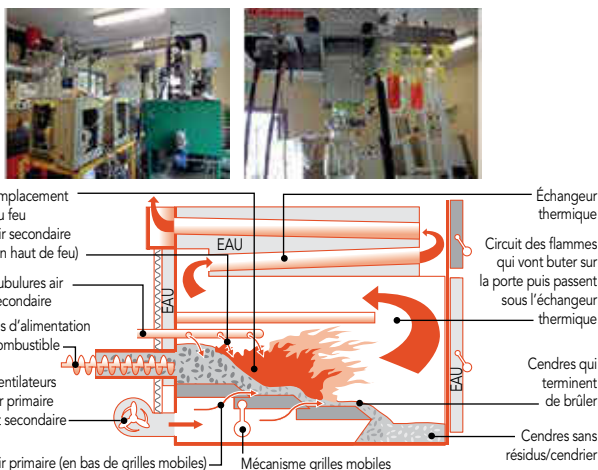 mplacement
u feu
ir secondaire
n haut de feu)
ubulures air
econdaire
s d'alimentation
ombustible
entilateurs
r primaire
t secondaire
ir primaire (en bas de grilles mobiles)
Mécanisme grilles mobiles
EAU
EAU
EAU
Échangeur
thermique
Circuit des flammes
qui vont buter sur
la porte puis passent
sous l'échangeur
thermique
Cendres qui
terminent
de brûler
Cendres sans
résidus/cendrier